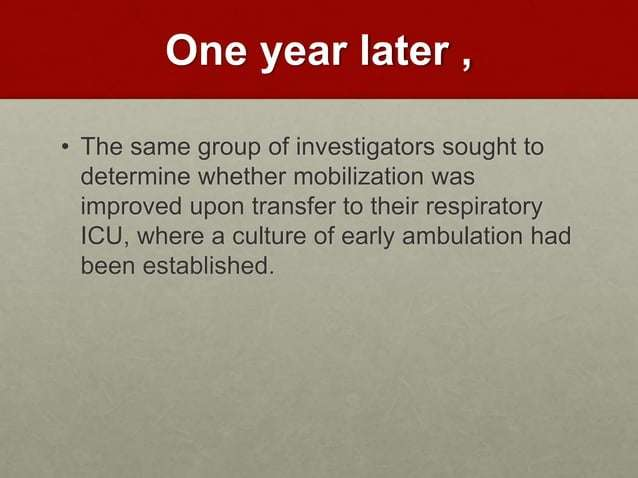 One year later ,
• The same group of investigators sought to
determine whether mobilization was
improved upon transfer to their respiratory
ICU, where a culture of early ambulation had
been established.